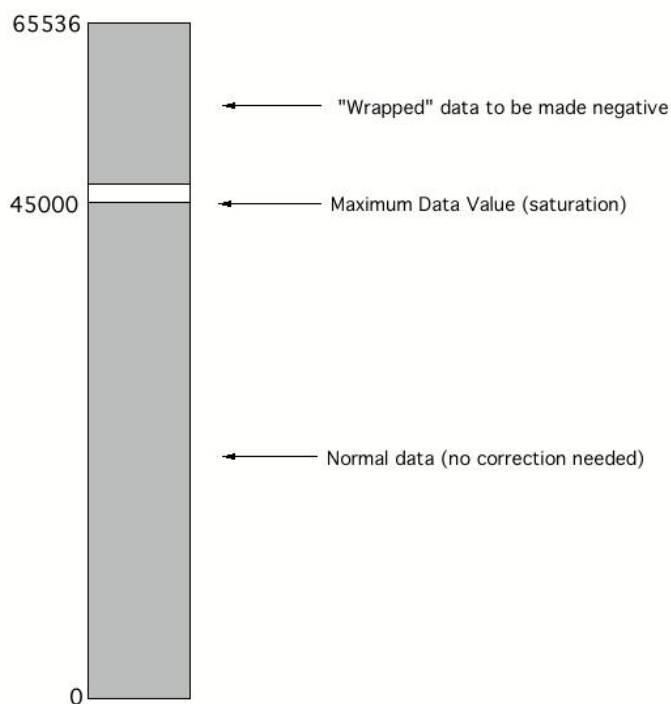 65536
"Wrapped" data to be made negative
45000
Maximum Data Value (saturation)
Normal data (no correction needed)
0